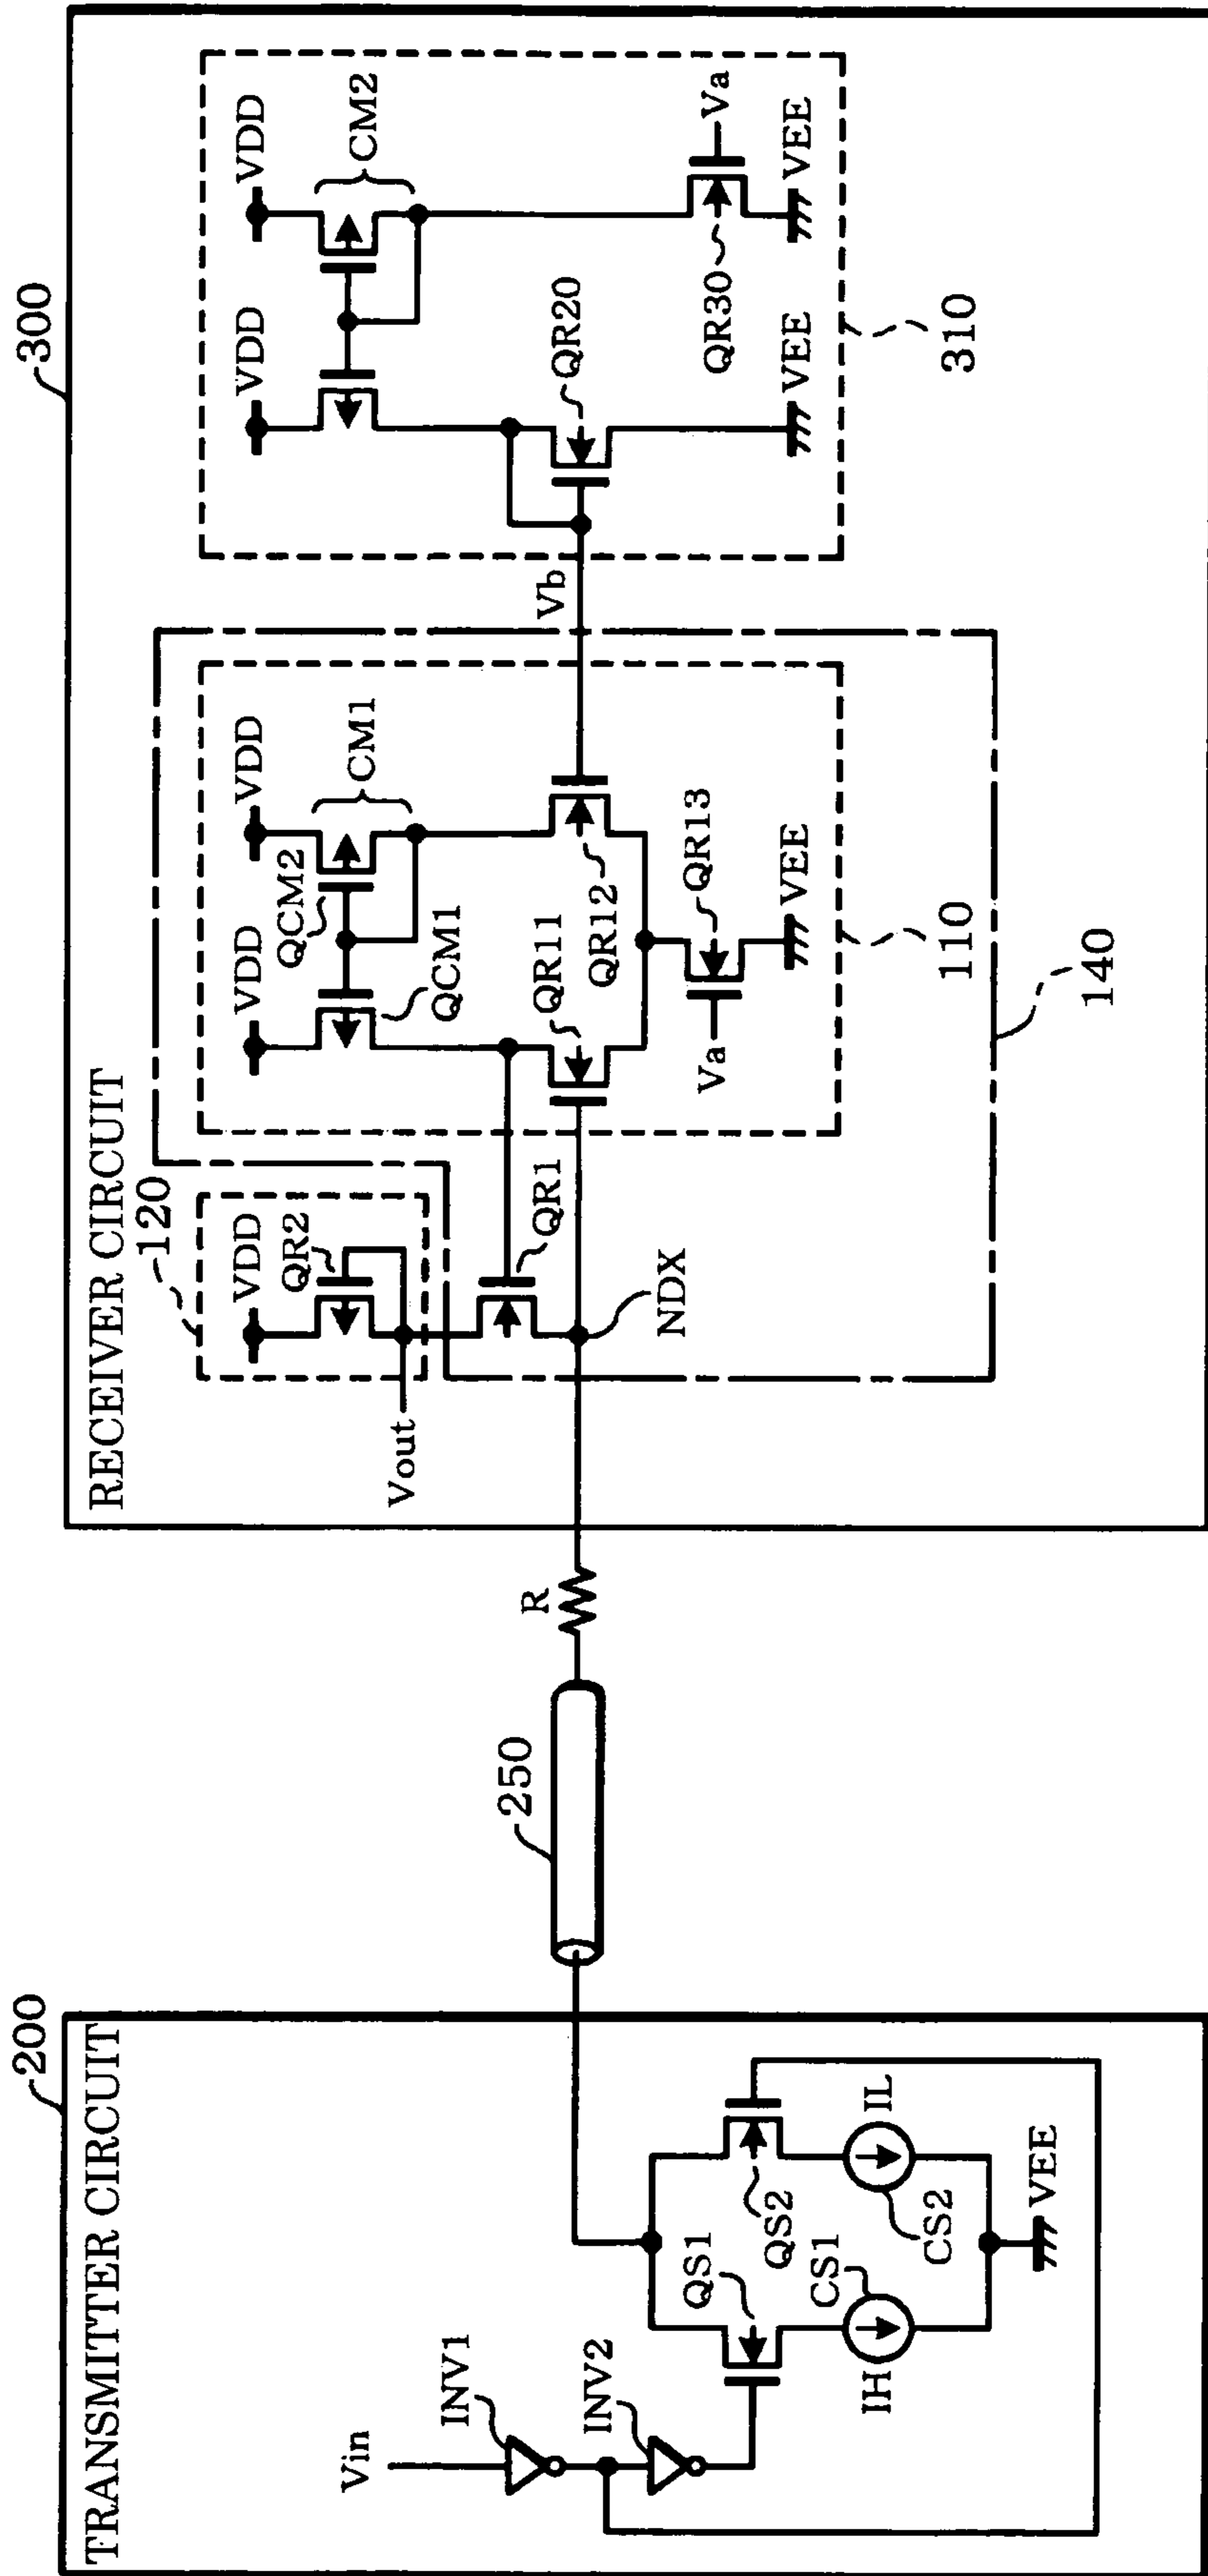 200
TRANSMITTER CIRCUIT
Vin
INV1
INV2
QS1
QS2
IH
CS1
CS2
IL
VEE
250
R
300
RECEIVER CIRCUIT
120
VDD
QR2
Vout
QR1
NDX
VDD
VDD
QCM2
CM1
QCM1
QR11
QR12
QR13
Va
VEE
110
140
Vb
VDD
VDD
CM2
QR20
QR30
Va
VEE
VEE
310